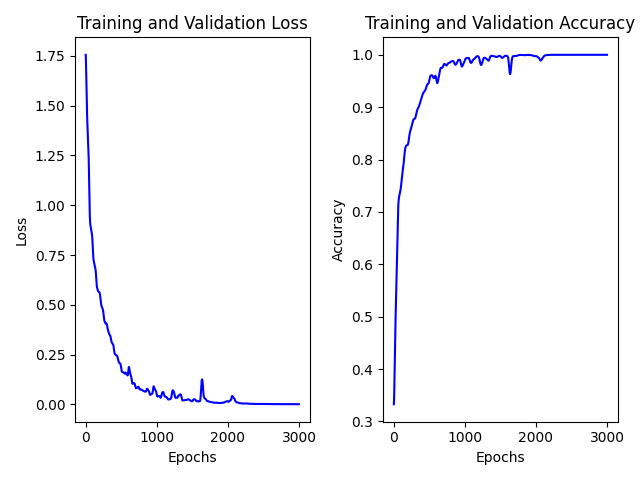 Training and Validation Loss
1.75
1.50
1.25
1.00
0.75
0.50
0.25
0.00
Loss
0 1000 2000 3000
Epochs
Training and Validation Accuracy
1.0
0.9
0.8
0.7
0.6
0.5
0.4
0.3
Accuracy
0 1000 2000 3000
Epochs